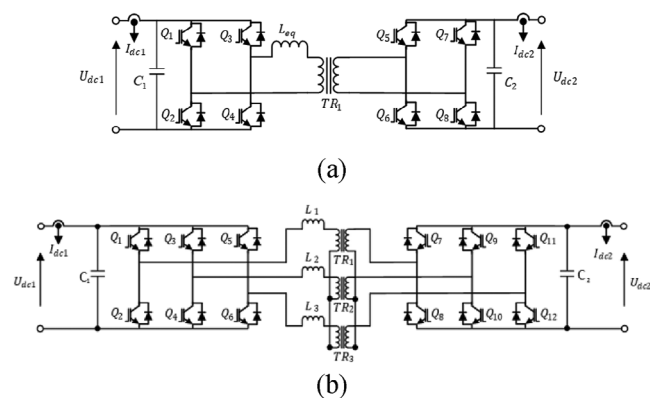 Q1 Q3 Leq Q5 Q7
Idc1 Idc2
Udc1 C1 C2 Udc2
TR1
Q2 Q4 Q6 Q8
(a)
L1
Q1 Q3 Q5 Q7 Q9 Q11
Idc1 TR1 Idc2
L2
Udc1 C1 C2 Udc2
TR2
L3
Q2 Q4 Q6 Q8 Q10 Q12
TR3
(b)